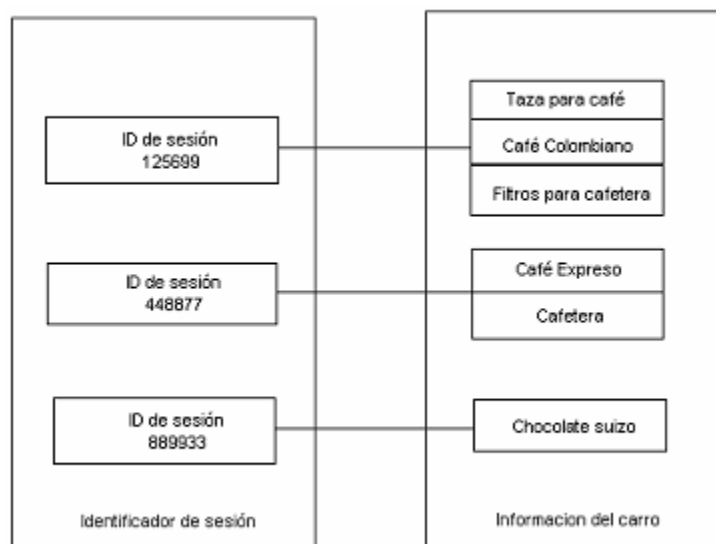 ID de sesión
125699
Taza para café
Café Colombiano
Filtros para cafetera
ID de sesión
448877
Café Expreso
Cafetera
ID de sesión
889933
Chocolate suizo
Identificador de sesión
Informacion del carro